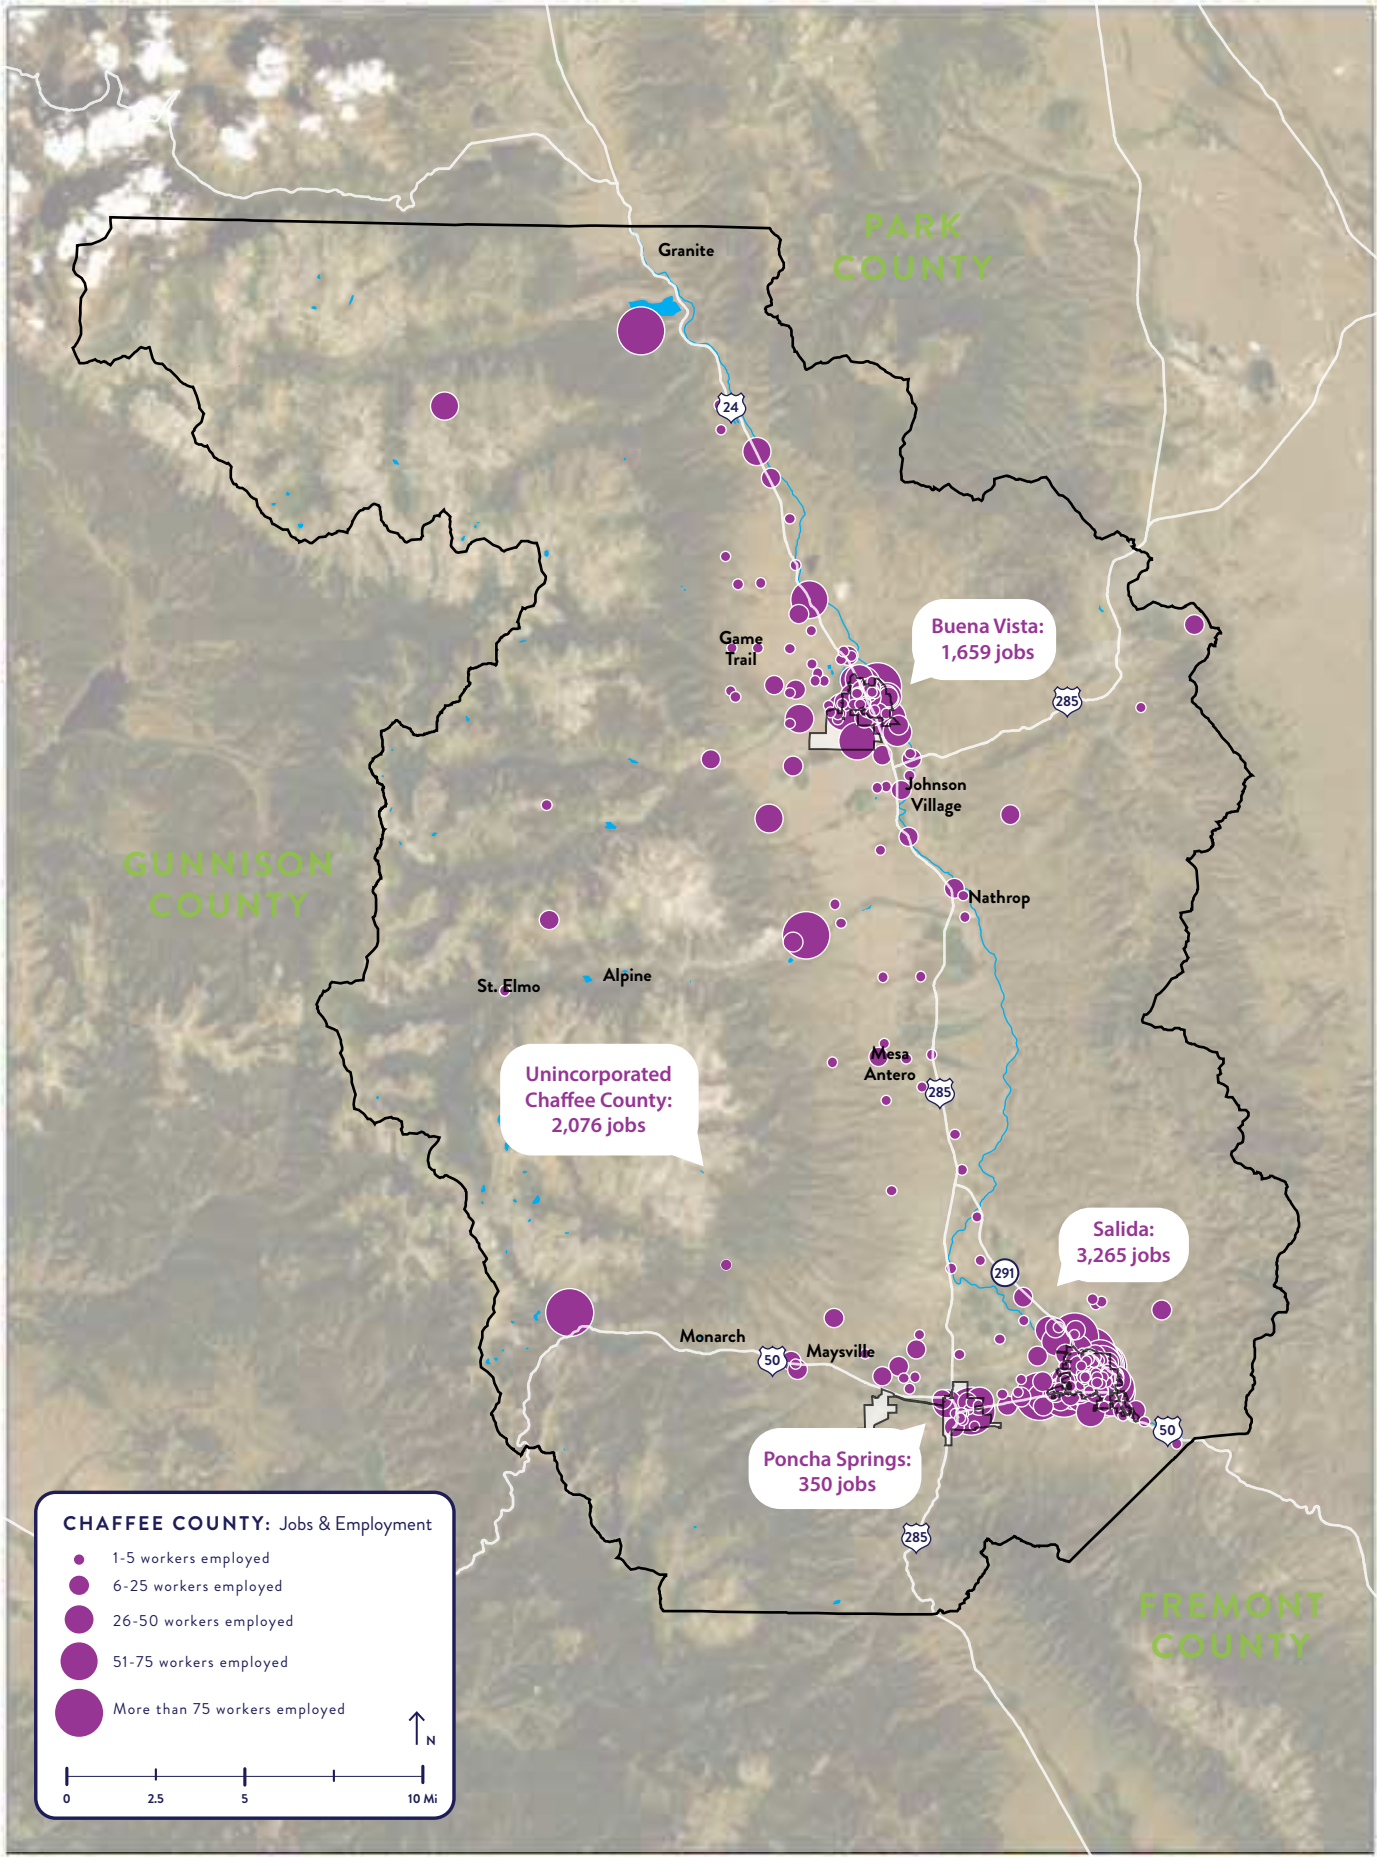 PARK
COUNTY
Granite
24
Game
Trail
Buena Vista:
1,659 jobs
285
Johnson
Village
GUNNISON
COUNTY
Nathrop
St. Elmo
Alpine
Mesa
Antero
285
Unincorporated
Chaffee County:
2,076 jobs
Salida:
3,265 jobs
291
Monarch
50
Maysville
50
Poncha Springs:
350 jobs
285
FREMONT
COUNTY
CHAFFEE COUNTY: Jobs & Employment
1-5 workers employed
6-25 workers employed
26-50 workers employed
51-75 workers employed
More than 75 workers employed
N
0 2.5 5 10 Mi